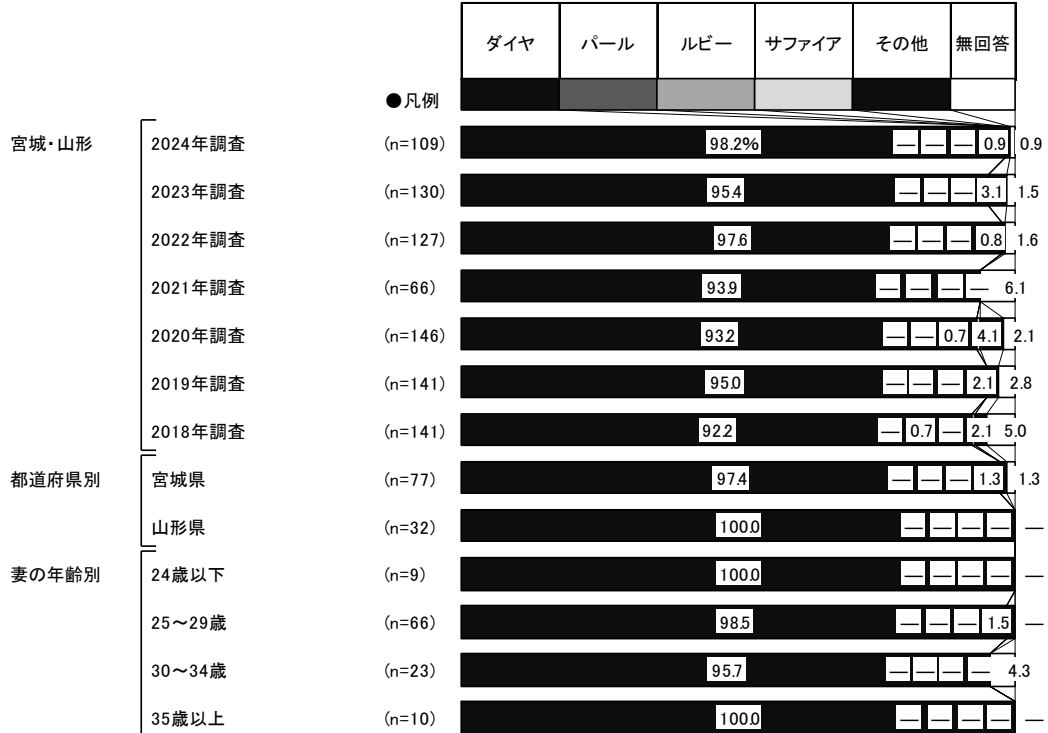 ダイヤ パール ルビー サファイア その他 無回答
●凡例
宮城・山形 2024年調査 (n=109) 98.2% — — — 0.9 0.9
2023年調査 (n=130) 95.4 — — — 3.1 1.5
2022年調査 (n=127) 97.6 — — — 0.8 1.6
2021年調査 (n=66) 93.9 — — — — 6.1
2020年調査 (n=146) 93.2 — — 0.7 4.1 2.1
2019年調査 (n=141) 95.0 — — — 2.1 2.8
2018年調査 (n=141) 92.2 — 0.7 — 2.1 5.0
都道府県別 宮城県 (n=77) 97.4 — — — 1.3 1.3
山形県 (n=32) 100.0 — — — — —
妻の年齢別 24歳以下 (n=9) 100.0 — — — — —
25～29歳 (n=66) 98.5 — — — 1.5 —
30～34歳 (n=23) 95.7 — — — — 4.3
35歳以上 (n=10) 100.0 — — — — —